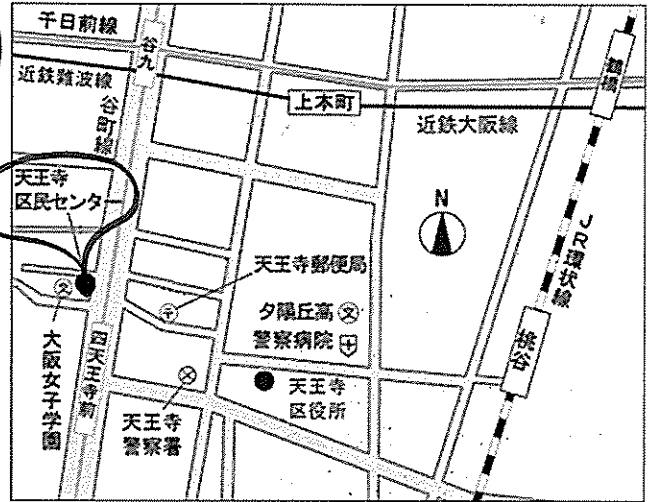 千日前線
谷九
鶴橋
近鉄難波線
上本町
近鉄大阪線
谷町線
天王寺
区民センター
N
JR環状線
天王寺郵便局
夕陽丘高 文
警察病院
桃谷
文
大阪女子学園
四天王寺前
天王寺
警察署
天王寺
区役所